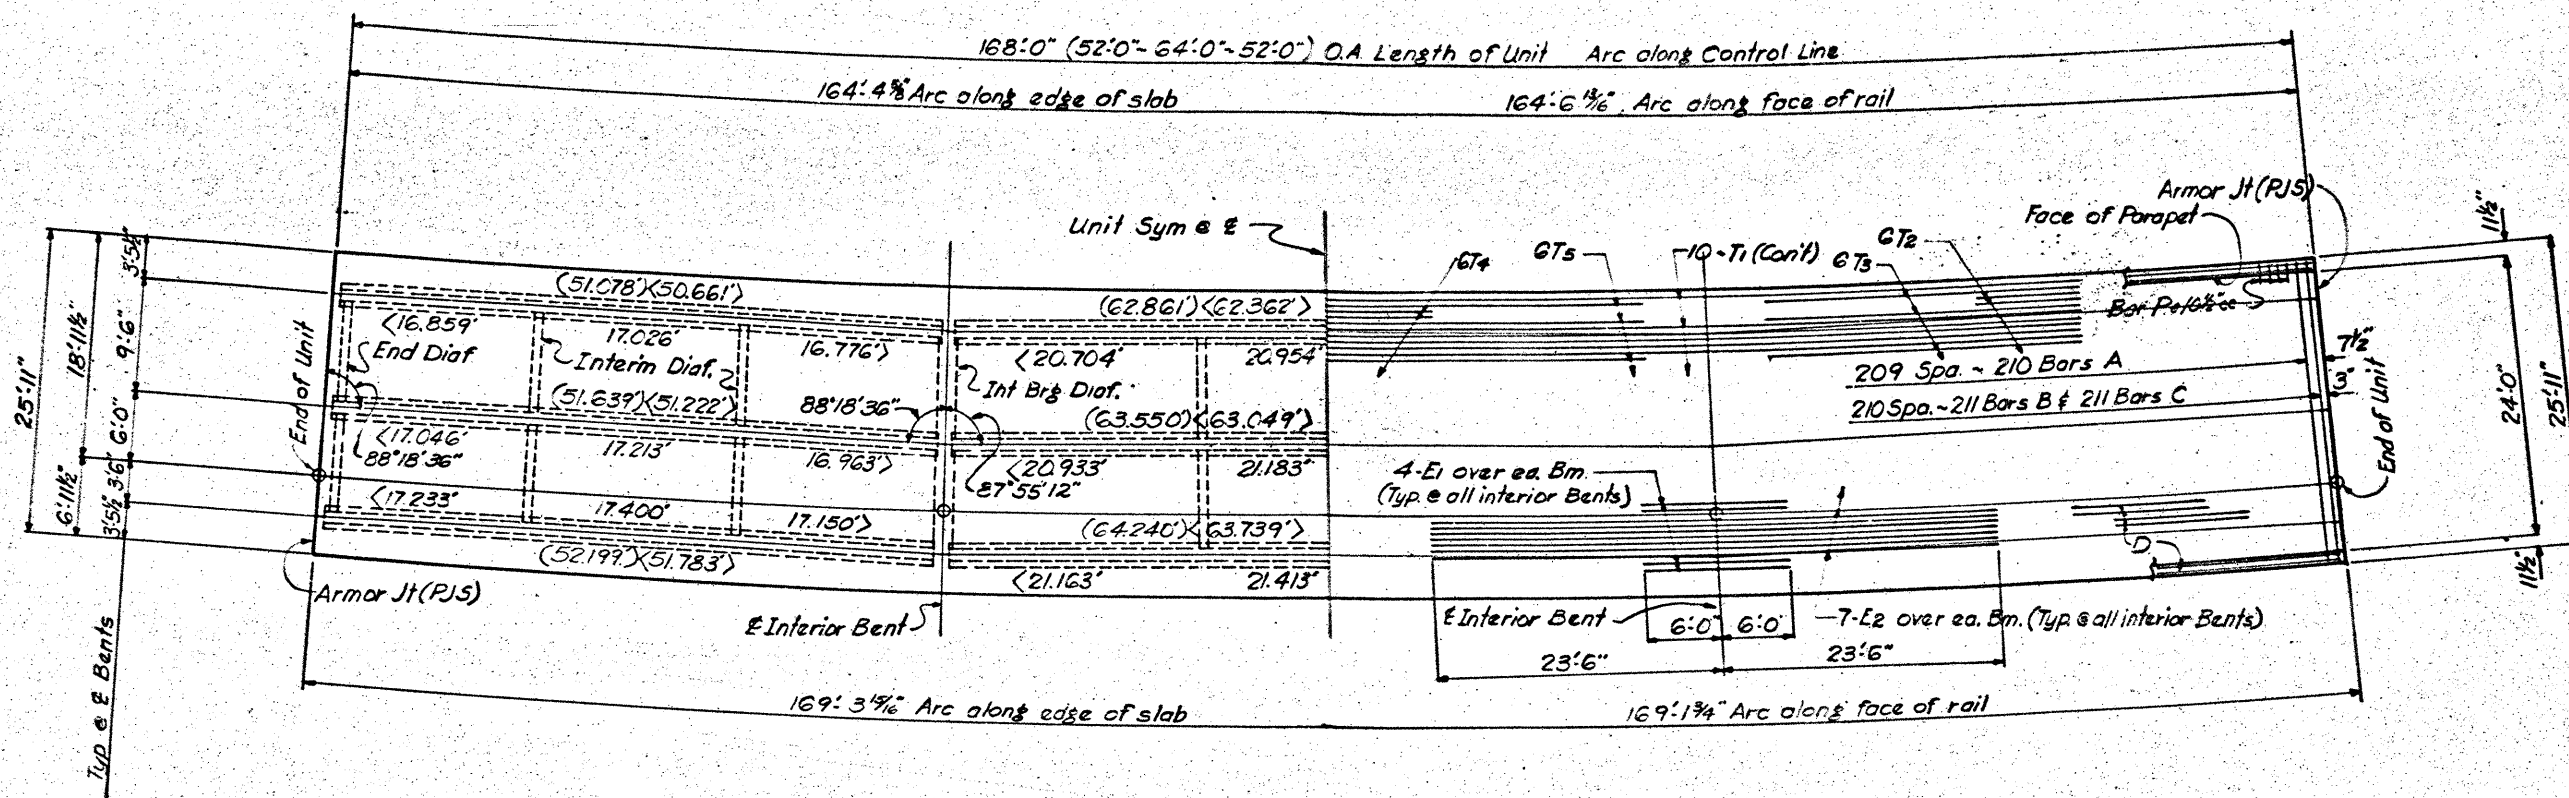 168'-0" (52'-0"~64'-0"~52'-0") O.A. Length of Unit Arc along Control Line
164'-4⅝" Arc along edge of slab
164'-6 13/16" Arc along face of rail
Armor Jt (PJS)
Face of Parapet
Unit Sym @ ℄
6T4
6T5
10-T1 (Con't)
6T3
6T2
11½"
3'-5½"
(51.078')<50.661'>
(62.861')<62.362'>
<16.859'
17.026'
16.776'>
<20.704'
20.954'
End Diaf
Interim Diaf.
Int Brg Diaf.
End of Unit
25'-11"
18'-11½"
9'-6"
6'-0"
3'-6"
6'-11½"
3'-5½"
(51.639')<51.222'>
88°18'36"
(63.550')<63.049'>
209 Spa. ~ 210 Bars A
210 Spa. ~ 211 Bars B & 211 Bars C
7½"
3"
24'-0"
25'-11"
End of Unit
<17.046'
88°18'36"
17.213'
16.963'>
<20.933'
21.183'
87°55'12"
4-E1 over ea. Bm.
(Typ. @ all interior Bents)
<17.233'
17.400'
17.150'>
(64.240')<63.739'>
(52.199')<51.783'>
<21.163'
21.413'
D
11½"
Armor Jt (PJS)
℄ Interior Bent
℄ Interior Bent
6'-0"
6'-0"
7-E2 over ea. Bm. (Typ. @ all interior Bents)
23'-6"
23'-6"
Typ @ ℄ Bents
169'-3 15/16" Arc along edge of slab
169'-1¾" Arc along face of rail